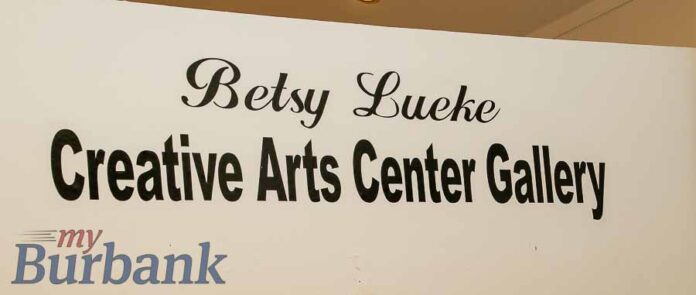 Betsy Lueke
Creative Arts Center Gallery
my
Burbank